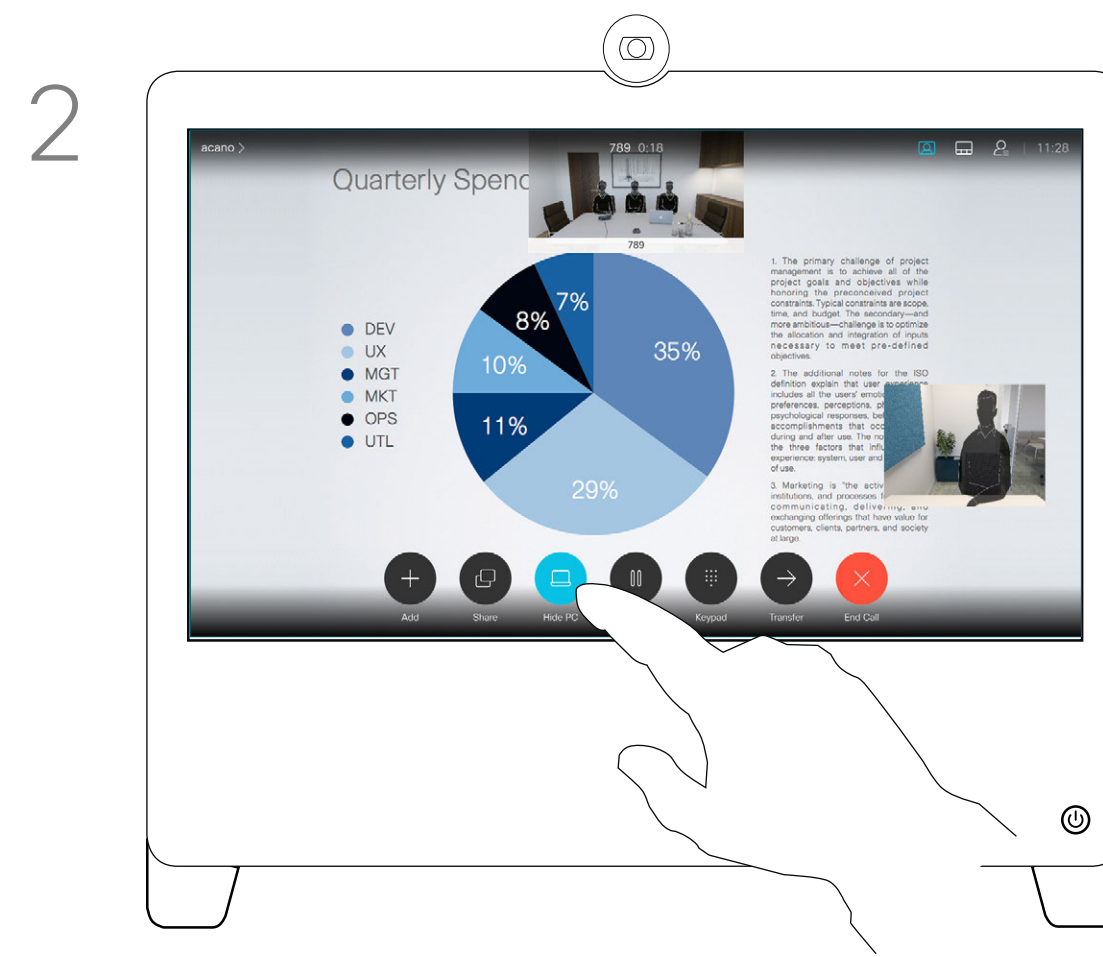 2
acano >
789 0:18
11:28
Quarterly Spend
789
DEV
UX
MGT
MKT
OPS
UTL
7%
8%
35%
10%
11%
29%
1. The primary challenge of project
management is to achieve all of the
project goals and objectives while
honoring the preconceived project
constraints. Typical constraints are scope,
time, and budget. The secondary—and
more ambitious—challenge is to optimize
the allocation and integration of inputs
necessary to meet pre-defined
objectives.
2. The additional notes for the ISO
definition explain that user experience
includes all the users'
preferences, perceptions,
psychological responses,
accomplishments that
during and after use. The
the three factors that
experience: system, user and
of use.
3. Marketing is "the
institutions, and processes
communicating, delivering, and
exchanging offerings that have value for
customers, clients, partners, and society
at large.
Add
Share
Hide PC
Keypad
Transfer
End Call